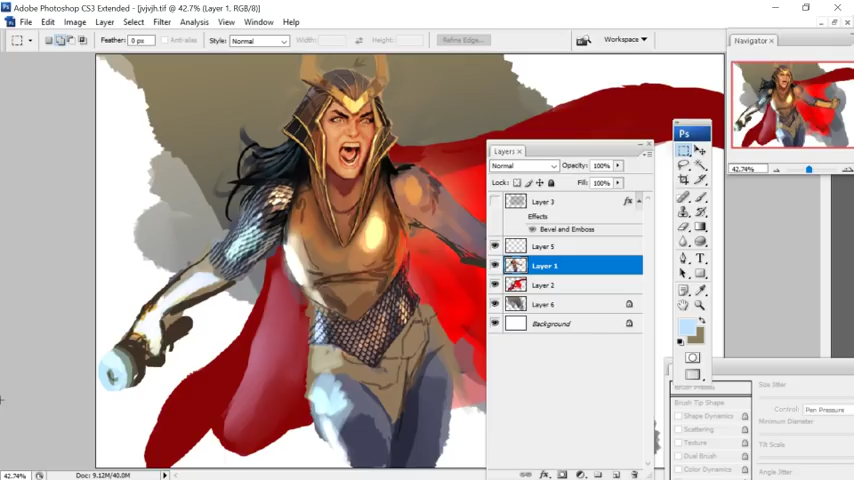 Adobe Photoshop CS3 Extended - [jvjvjh.tif @ 42.7% (Layer 1, RGB/8)]
File Edit Image Layer Select Filter Analysis View Window Help
Feather: 0 px Anti-alias Style: Normal Width: Height: Refine Edge... Workspace
Navigator
42.74%
Ps
Layers
Normal Opacity: 100%
Lock: Fill: 100%
Layer 3 fx
Effects
Bevel and Emboss
Layer 5
Layer 1
Layer 2
Layer 6
Background
T
Brush Presets Size Jitter
Brush Tip Shape
Control: Pen Pressure
Shape Dynamics
Minimum Diameter
Scattering
Texture
Tilt Scale
Dual Brush
Color Dynamics
Angle Jitter
42.74% Doc: 9.12M/40.0M